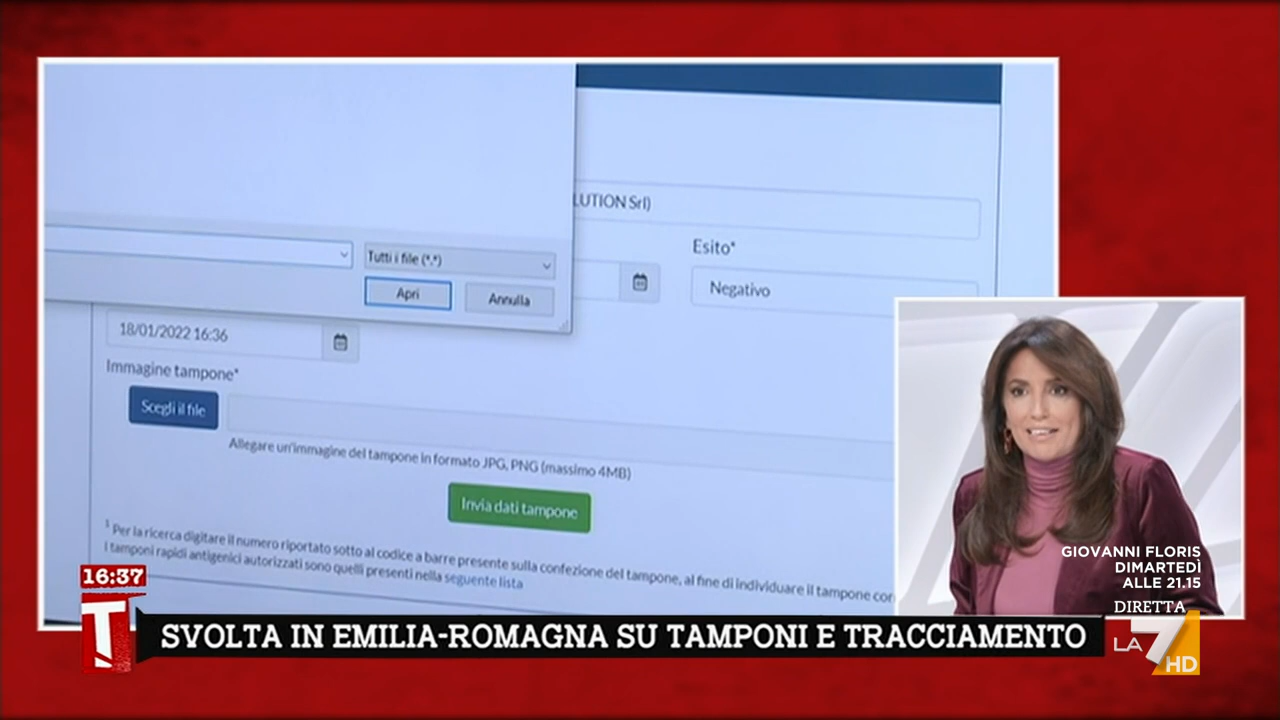 LUTION Srl)
Esito*
Negativo
Tutti i file (*.*)
Apri
Annulla
18/01/2022 16:36
Immagine tampone*
Scegli il file
Allegare un'immagine del tampone in formato JPG, PNG (massimo 4MB)
Invia dati tampone
1 Per la ricerca digitare il numero riportato sotto al codice a barre presente sulla confezione del tampone, al fine di individuare il tampone cor
I tamponi rapidi antigenici autorizzati sono quelli presenti nella seguente lista
GIOVANNI FLORIS
DIMARTEDÌ
ALLE 21.15
DIRETTA
16:37
T
SVOLTA IN EMILIA-ROMAGNA SU TAMPONI E TRACCIAMENTO
LA 7 HD